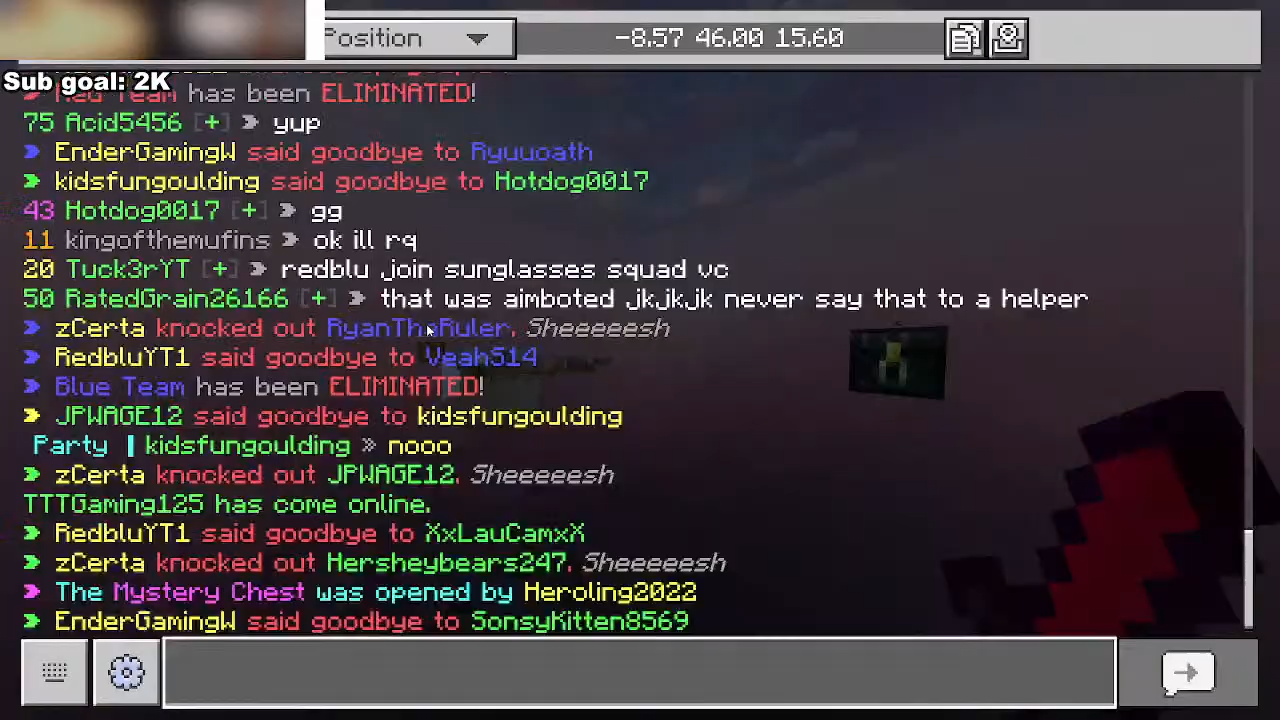 Position
-8.57 46.00 15.60
Sub goal: 2K
Red Team has been ELIMINATED!
75 Acid5456 [+] » yup
» EnderGamingW said goodbye to Ryuuoath
» kidsfungoulding said goodbye to Hotdog0017
43 Hotdog0017 [+] » gg
11 kingofthemufins » ok ill rq
20 Tuck3rYT [+] » redblu join sunglasses squad vc
50 RatedGrain26166 [+] » that was aimboted jk,jk,jk never say that to a helper
» zCerta knocked out RyanTheRuler. Sheeeeesh
» RedbluYT1 said goodbye to Veah514
» Blue Team has been ELIMINATED!
» JPWAGE12 said goodbye to kidsfungoulding
Party | kidsfungoulding » nooo
» zCerta knocked out JPWAGE12. Sheeeeesh
TTTGaming125 has come online.
» RedbluYT1 said goodbye to XxLauCamxX
» zCerta knocked out Hersheybears247. Sheeeeesh
» The Mystery Chest was opened by Heroling2022
» EnderGamingW said goodbye to SonsyKitten8569